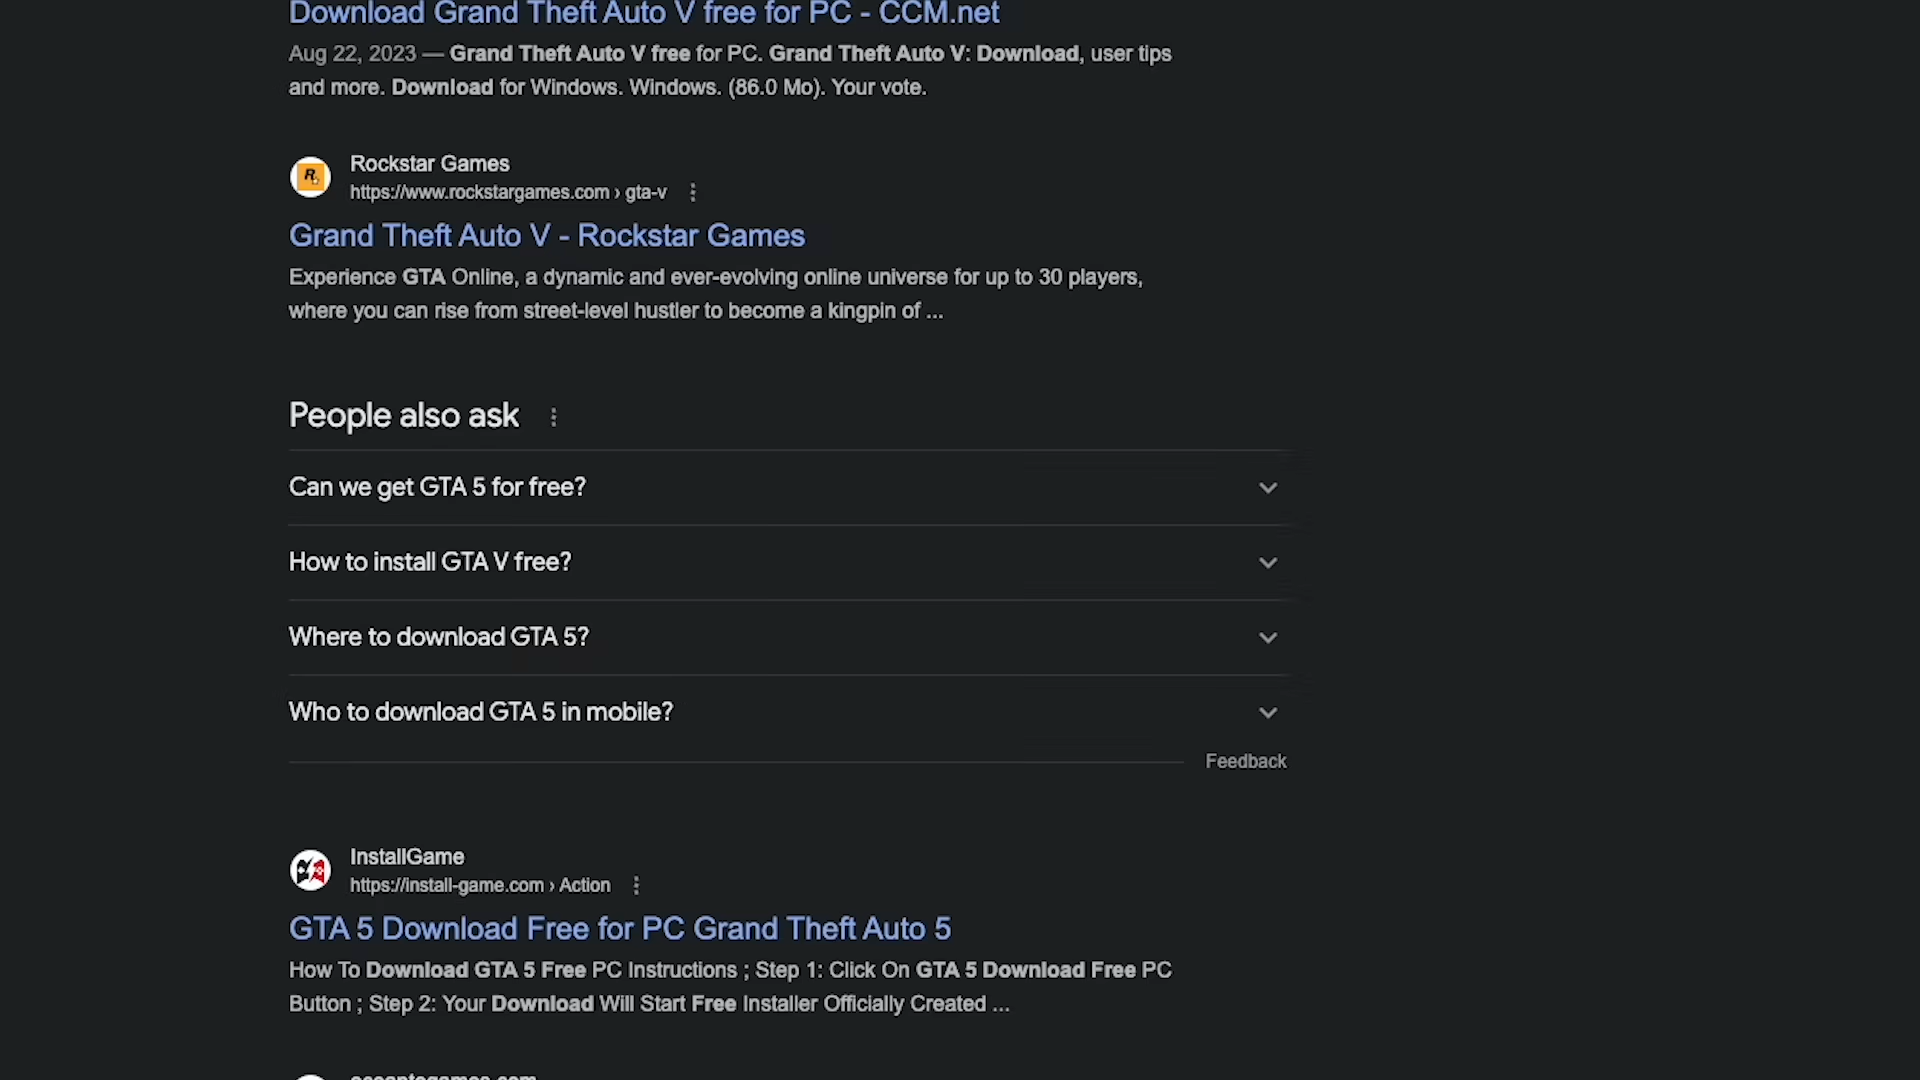 Download Grand Theft Auto V free for PC - CCM.net
Aug 22, 2023 — Grand Theft Auto V free for PC. Grand Theft Auto V: Download, user tips
and more. Download for Windows. Windows. (86.0 Mo). Your vote.
Rockstar Games
https://www.rockstargames.com › gta-v
Grand Theft Auto V - Rockstar Games
Experience GTA Online, a dynamic and ever-evolving online universe for up to 30 players,
where you can rise from street-level hustler to become a kingpin of ...
People also ask
Can we get GTA 5 for free?
How to install GTA V free?
Where to download GTA 5?
Who to download GTA 5 in mobile?
Feedback
InstallGame
https://install-game.com › Action
GTA 5 Download Free for PC Grand Theft Auto 5
How To Download GTA 5 Free PC Instructions ; Step 1: Click On GTA 5 Download Free PC
Button ; Step 2: Your Download Will Start Free Installer Officially Created ...